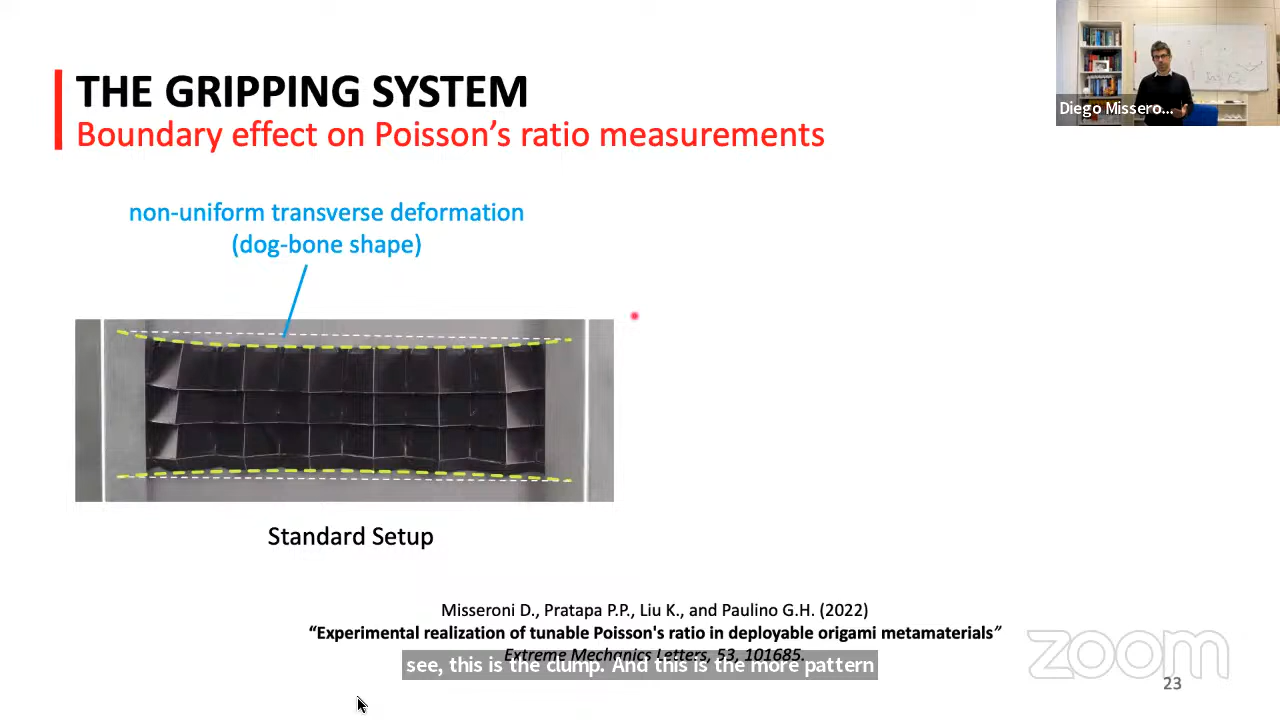 THE GRIPPING SYSTEM
Boundary effect on Poisson's ratio measurements
Diego Missero...
non-uniform transverse deformation
(dog-bone shape)
Standard Setup
Misseroni D., Pratapa P.P., Liu K., and Paulino G.H. (2022)
“Experimental realization of tunable Poisson's ratio in deployable origami metamaterials”
Extreme Mechanics Letters, 53, 101685.
see, this is the clump. And this is the more pattern
zoom
23